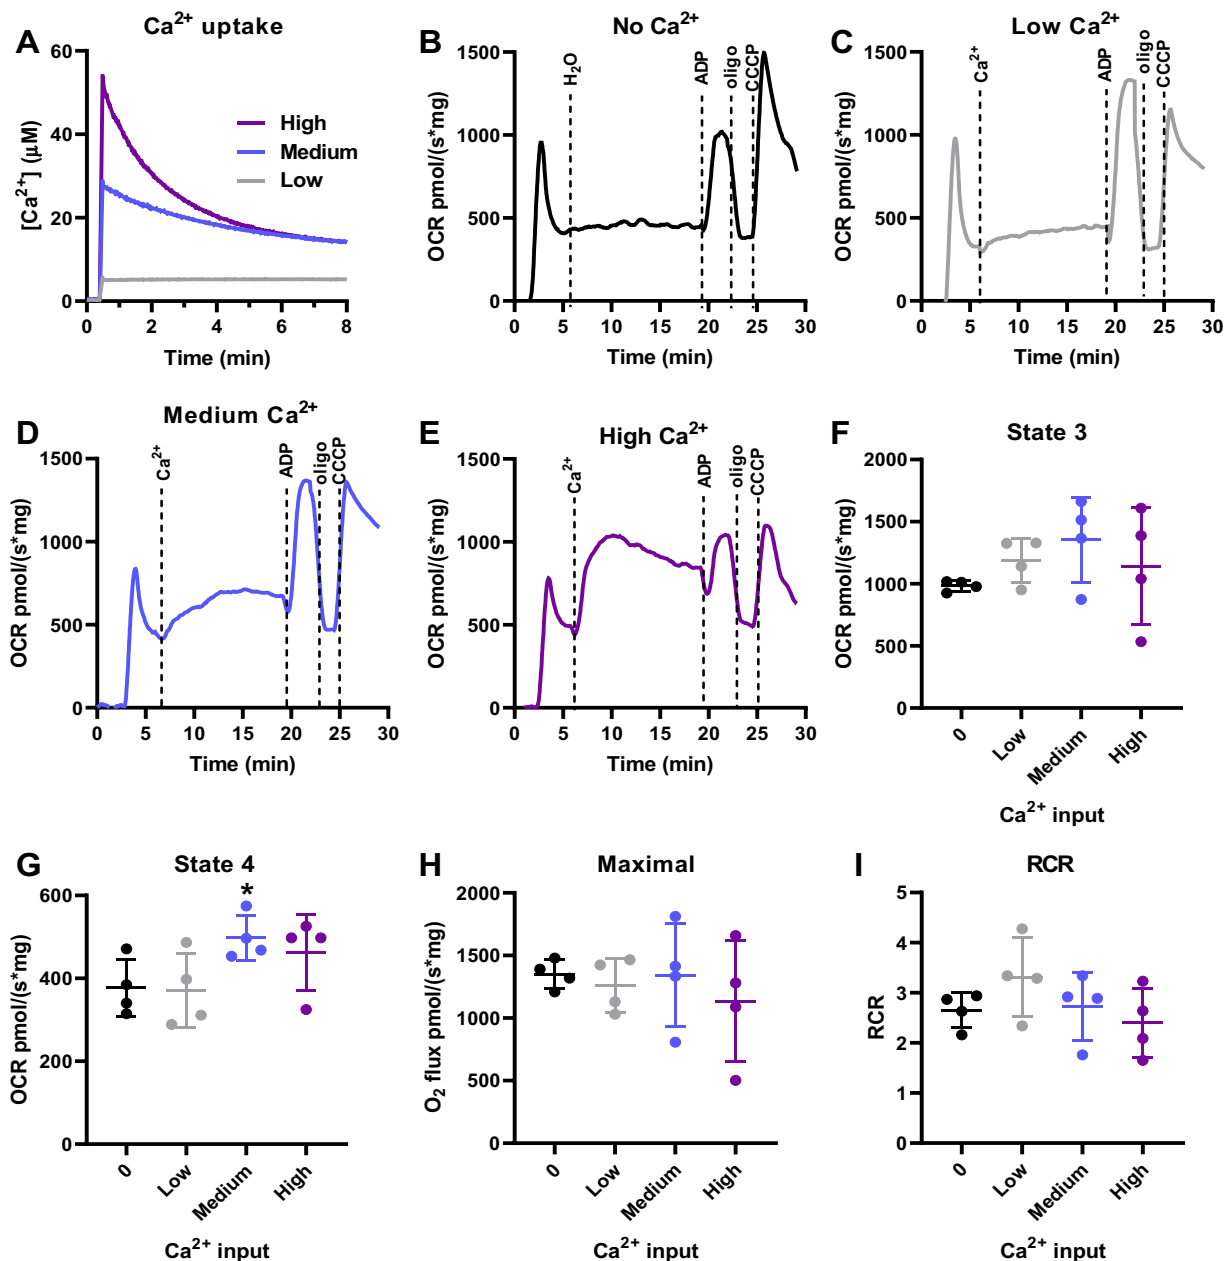 A
Ca²⁺ uptake
60
40
20
0
[Ca²⁺] (μM)
High
Medium
Low
0 2 4 6 8
Time (min)
B
No Ca²⁺
1500
1000
500
0
OCR pmol/(s*mg)
H₂O
ADP
oligo
CCCP
0 5 10 15 20 25 30
Time (min)
C
Low Ca²⁺
1500
1000
500
0
OCR pmol/(s*mg)
Ca²⁺
ADP
oligo
CCCP
0 5 10 15 20 25 30
Time (min)
D
Medium Ca²⁺
1500
1000
500
0
OCR pmol/(s*mg)
Ca²⁺
ADP
oligo
CCCP
0 5 10 15 20 25 30
Time (min)
E
High Ca²⁺
1500
1000
500
0
OCR pmol/(s*mg)
Ca²⁺
ADP
oligo
CCCP
0 5 10 15 20 25 30
Time (min)
F
State 3
2000
1500
1000
500
0
OCR pmol/(s*mg)
0 Low Medium High
Ca²⁺ input
G
State 4
600
400
200
0
OCR pmol/(s*mg)
*
0 Low Medium High
Ca²⁺ input
H
Maximal
2000
1500
1000
500
0
O₂ flux pmol/(s*mg)
0 Low Medium High
Ca²⁺ input
I
RCR
5
4
3
2
1
0
RCR
0 Low Medium High
Ca²⁺ input